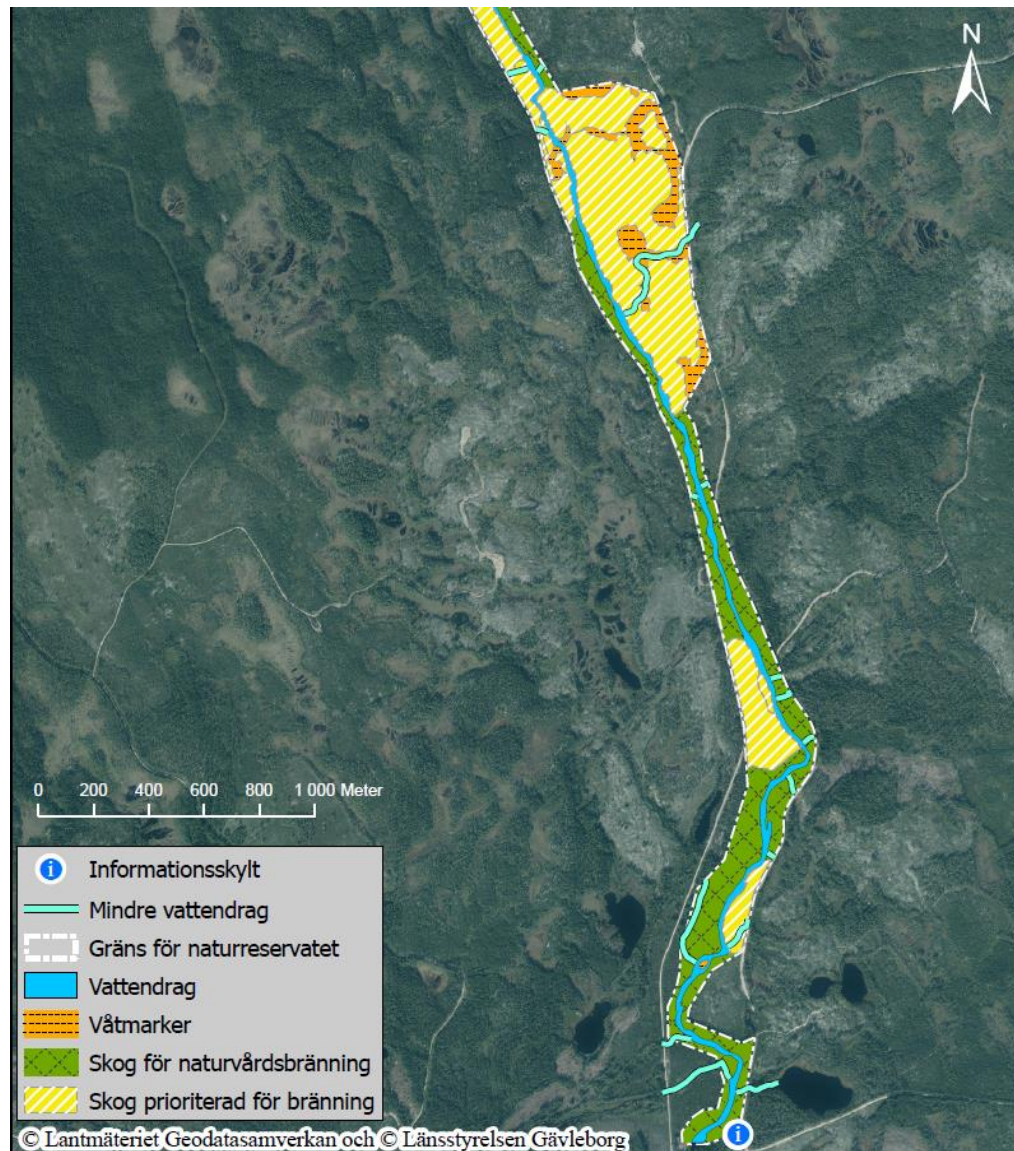 N
0 200 400 600 800 1 000 Meter
i Informationsskylt
Mindre vattendrag
Gräns för naturreservatet
Vattendrag
Våtmarker
Skog för naturvårdsbränning
Skog prioriterad för bränning
© Lantmäteriet Geodatasamverkan och © Länsstyrelsen Gävleborg
i